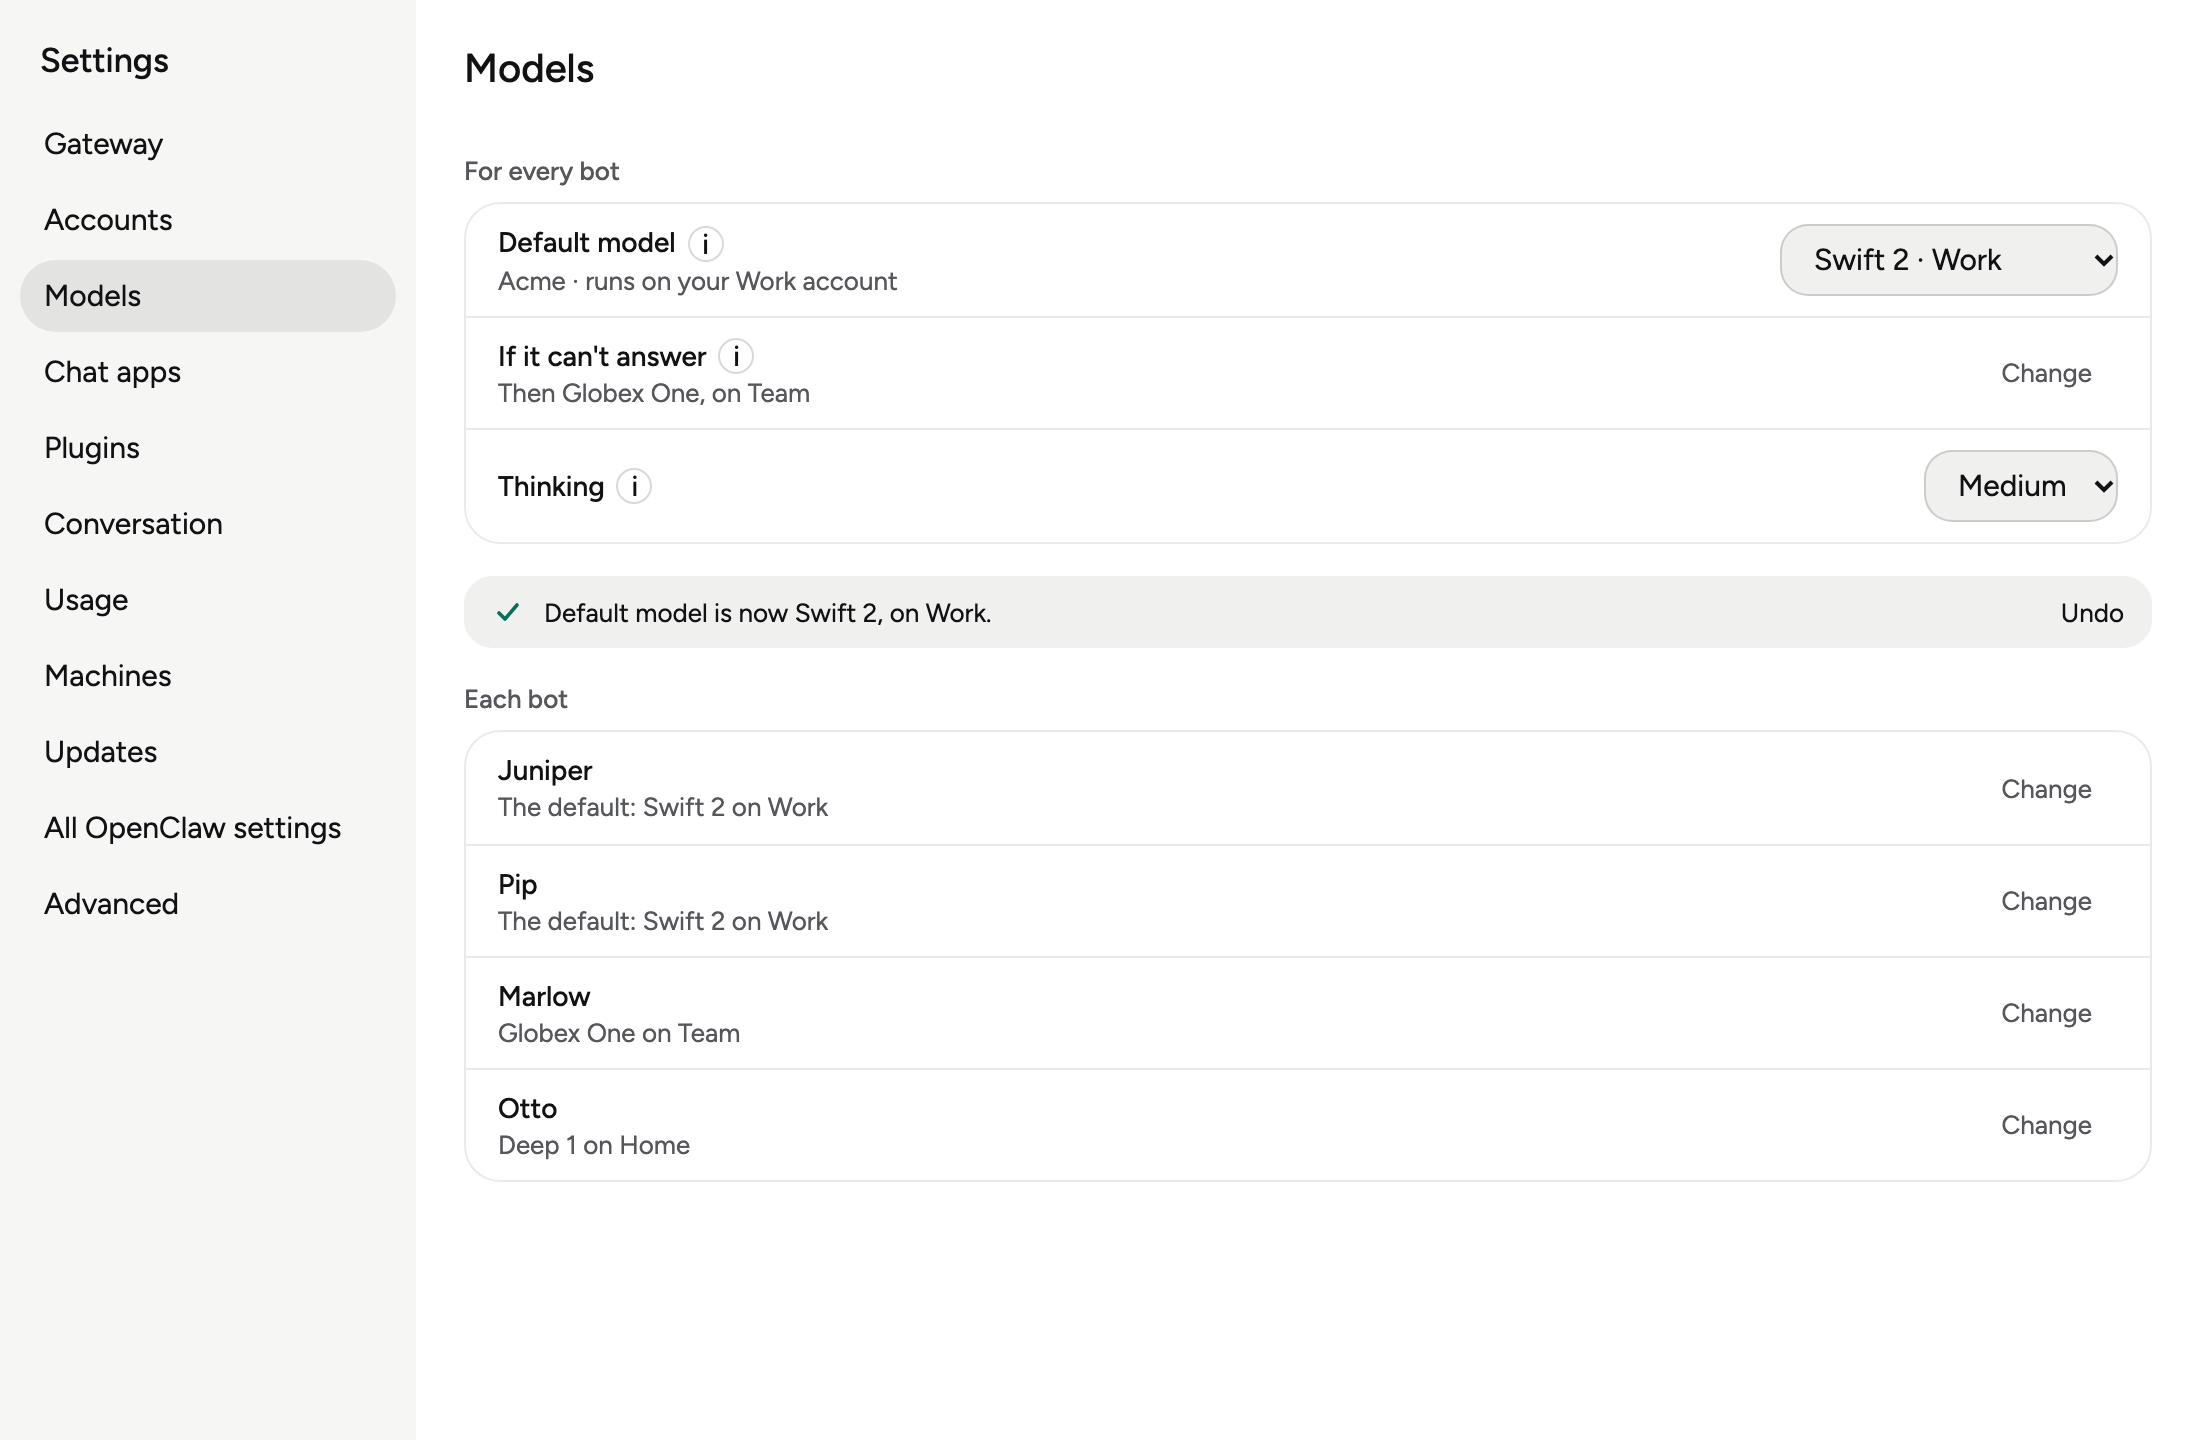 Settings
Gateway
Accounts
Models
Chat apps
Plugins
Conversation
Usage
Machines
Updates
All OpenClaw settings
Advanced
Models
For every bot
Default model i
Acme · runs on your Work account
Swift 2 · Work
If it can't answer i
Then Globex One, on Team
Change
Thinking i
Medium
Default model is now Swift 2, on Work.
Undo
Each bot
Juniper
The default: Swift 2 on Work
Change
Pip
The default: Swift 2 on Work
Change
Marlow
Globex One on Team
Change
Otto
Deep 1 on Home
Change